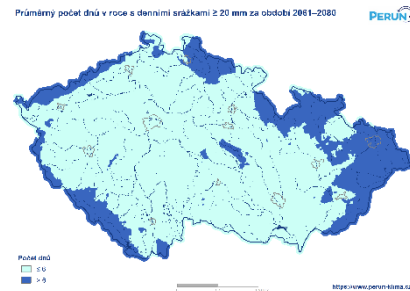 Průměrný počet dnů v roce s denními srážkami ≥ 20 mm za období 2061–2080
PERUN
Počet dnů
≤ 6
> 6
https://www.perun-klima.cz